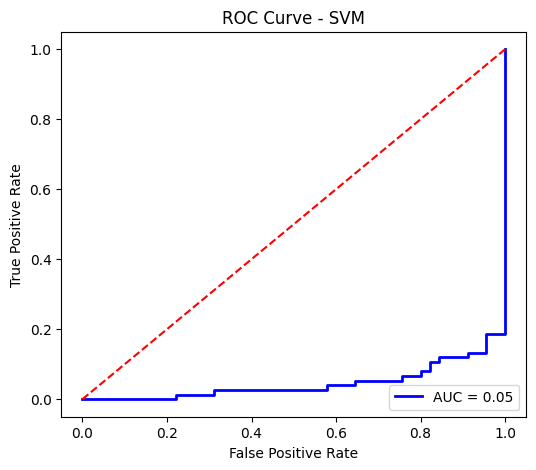 ROC Curve - SVM
True Positive Rate
1.0
0.8
0.6
0.4
0.2
0.0
AUC = 0.05
0.0 0.2 0.4 0.6 0.8 1.0
False Positive Rate